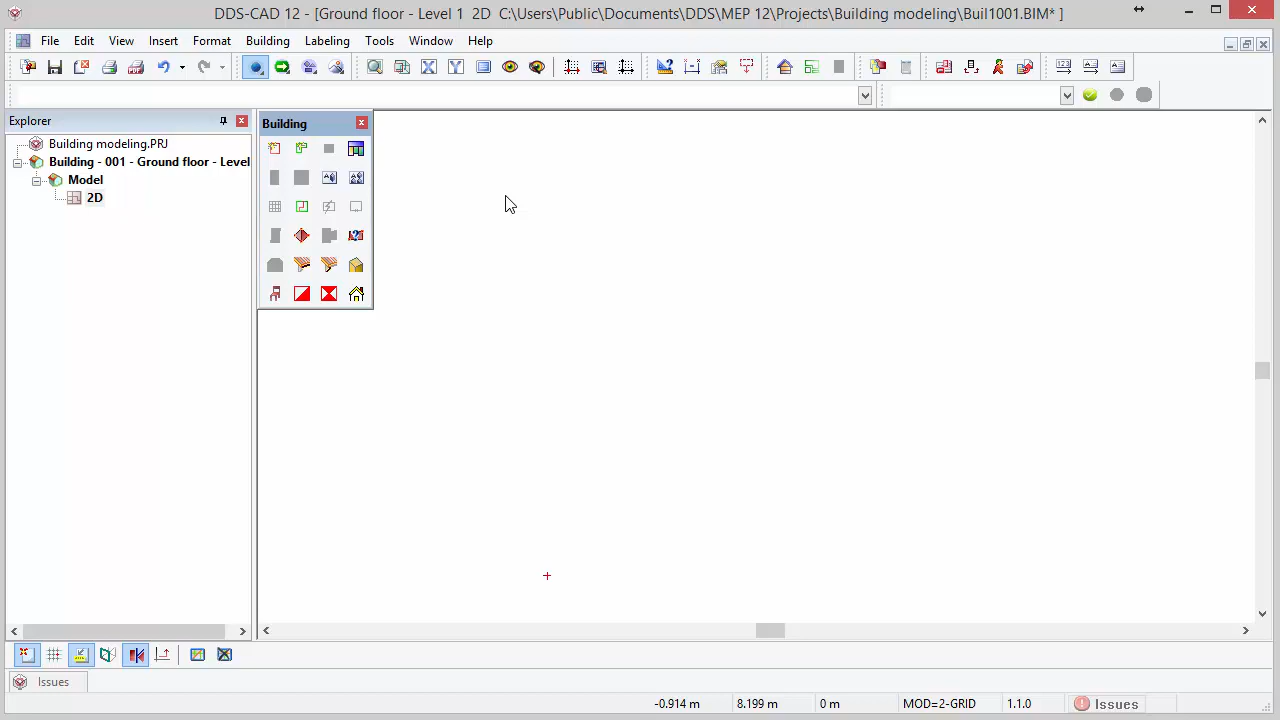 DDS-CAD 12 - [Ground floor - Level 1  2D  C:\Users\Public\Documents\DDS\MEP 12\Projects\Building modeling\Buil1001.BIM* ]
File Edit View Insert Format Building Labeling Tools Window Help
Explorer
Building modeling.PRJ
Building - 001 - Ground floor - Level
Model
2D
Building
Issues
-0.914 m 8.199 m 0 m MOD=2-GRID 1.1.0 Issues